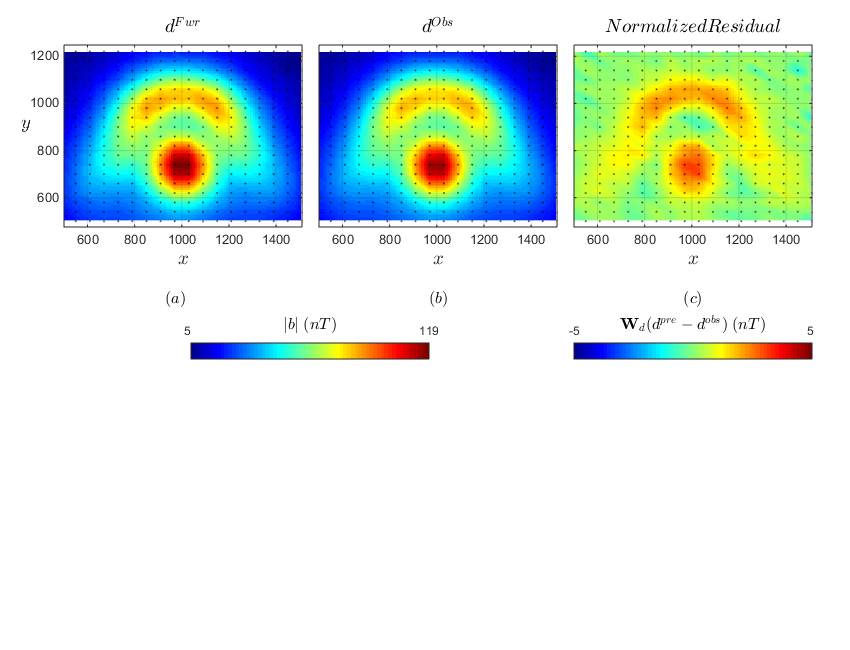 d^{Fwr} d^{Obs} NormalizedResidual
1200
1000
y
800
600
600 800 1000 1200 1400 600 800 1000 1200 1400 600 800 1000 1200 1400
x x x
(a) (b) (c)
|b| (nT) W_d(d^{pre} − d^{obs}) (nT)
5 119 -5 5